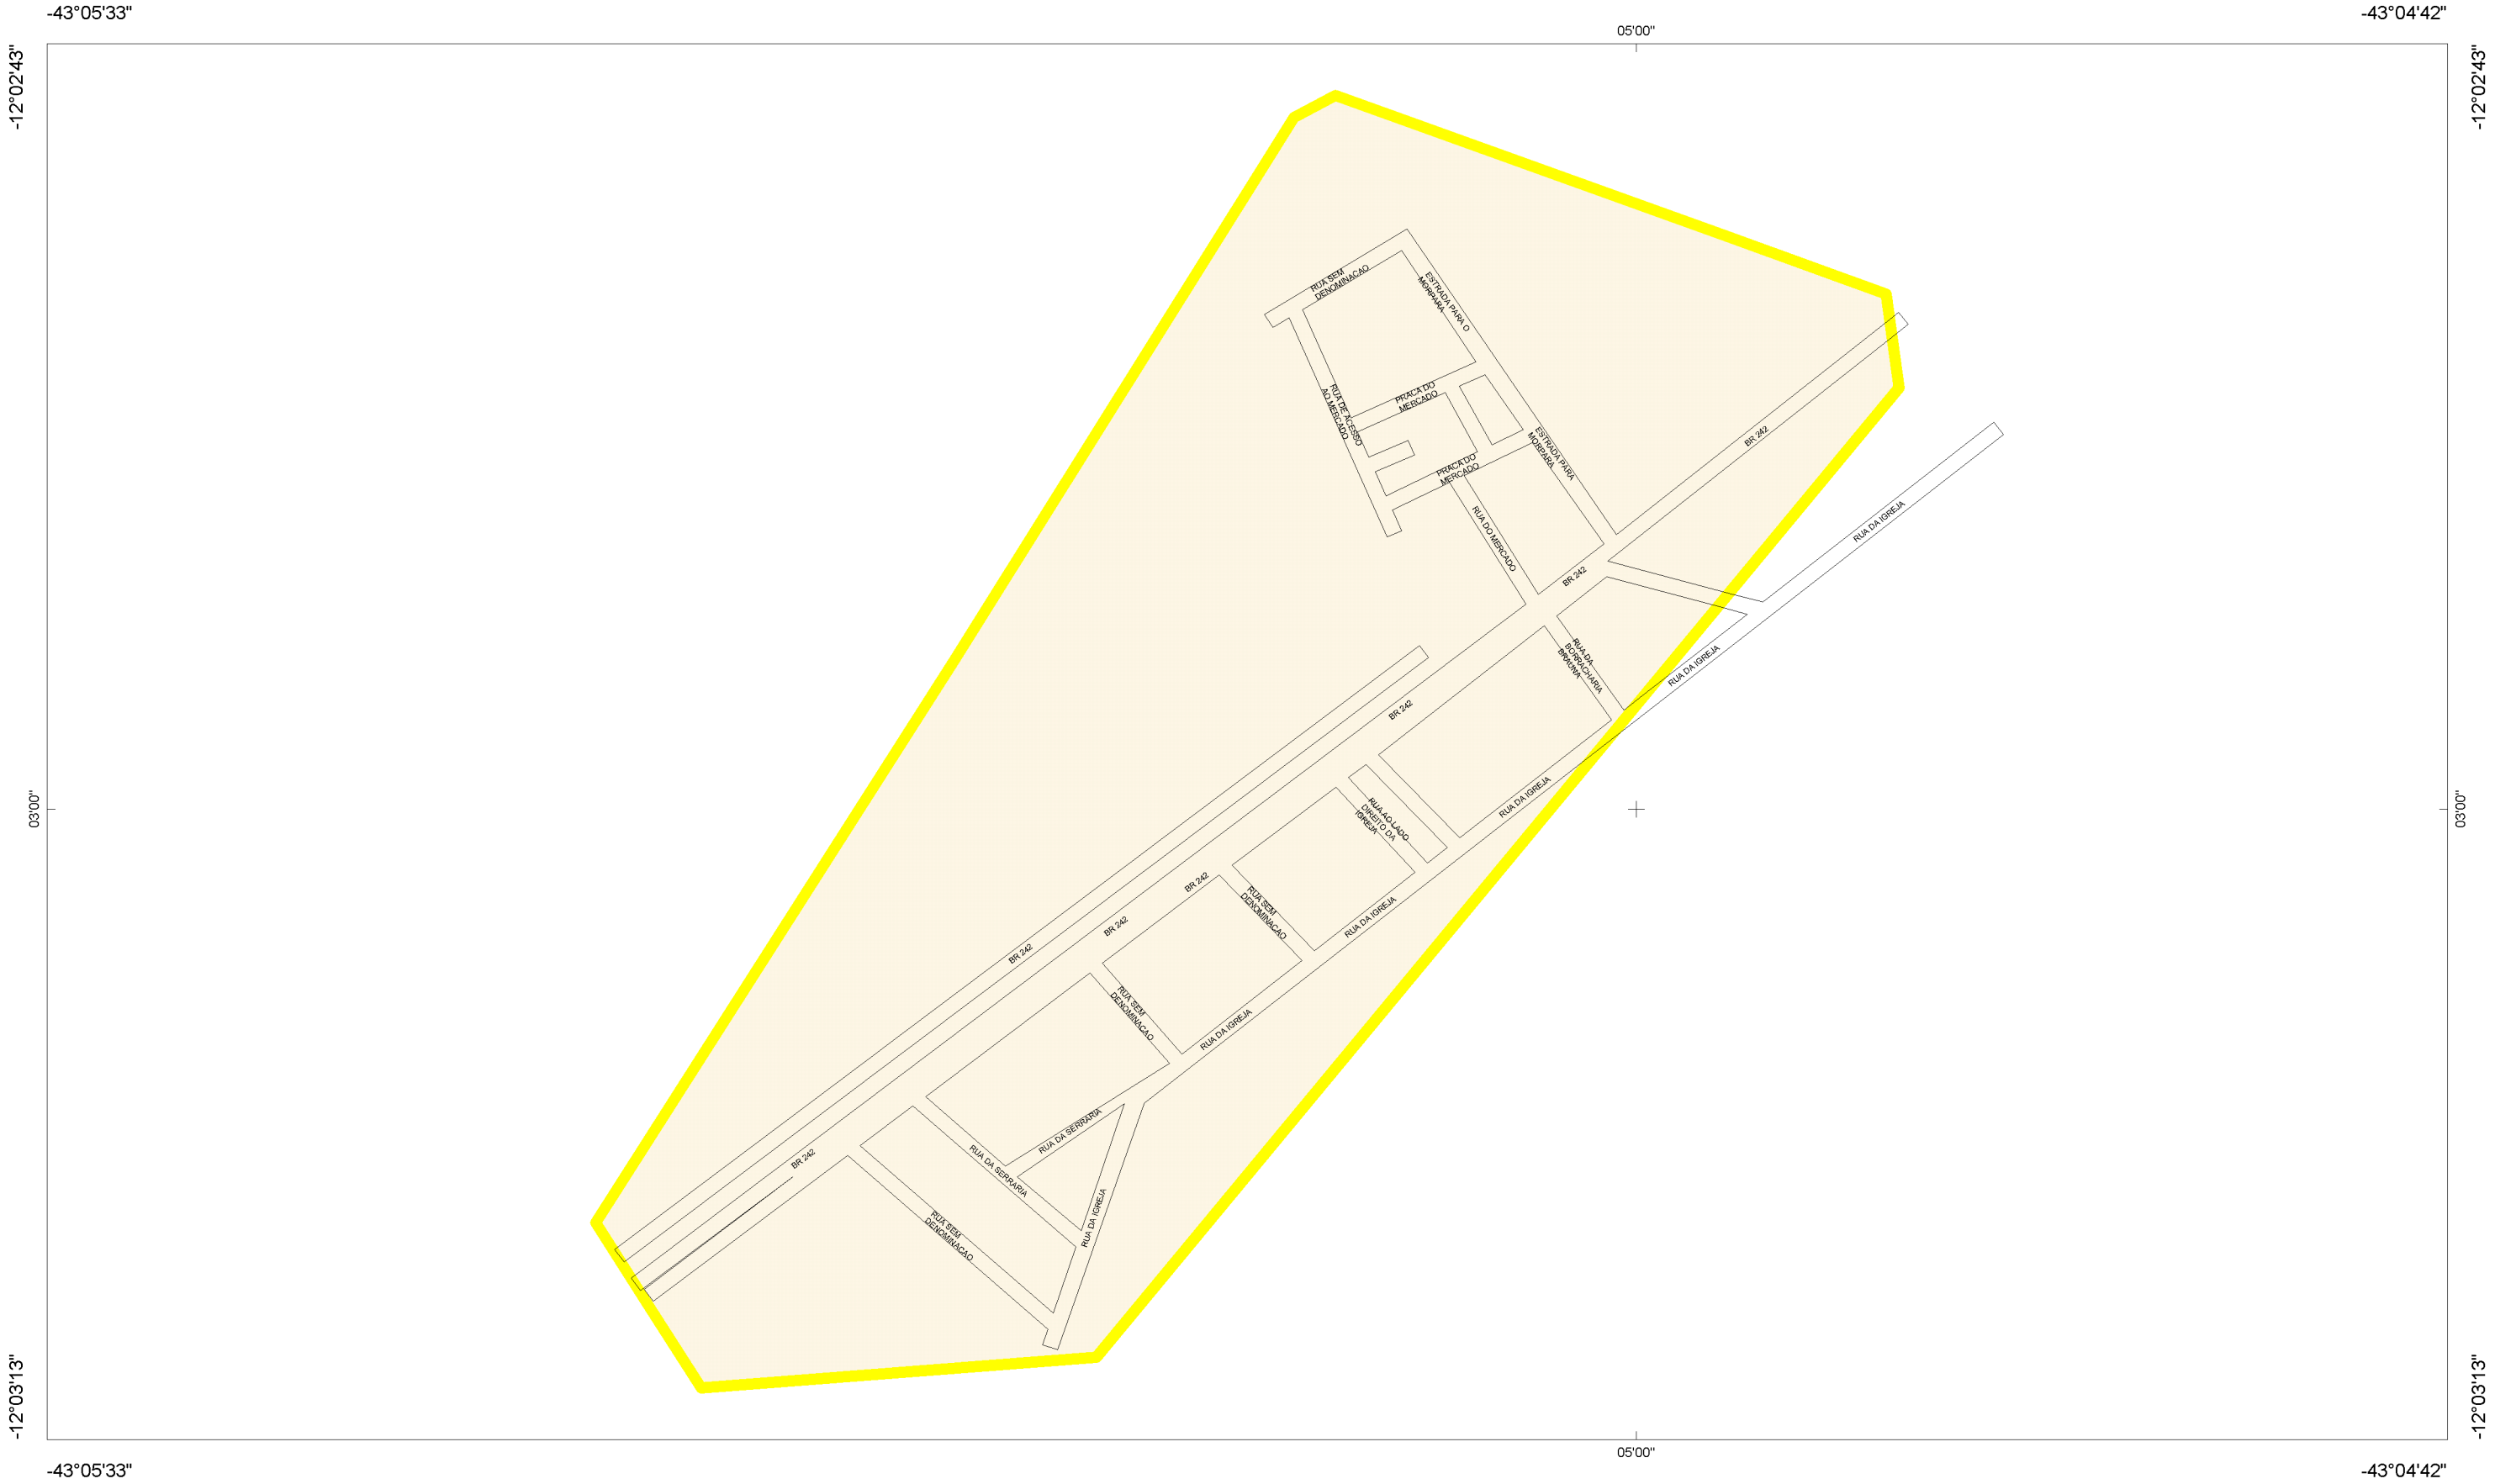 -43°05'33"
-43°04'42"
05'00"
-12°02'43"
-12°02'43"
RUA SEM
DENOMINACAO
ESTRADA PARA O
MORPARA
RUA DE ACESSO
AO MERCADO
PRACA DO
MERCADO
ESTRADA PARA
MORPARA
BR 242
PRACA DO
MERCADO
RUA DO MERCADO
RUA DA IGREJA
BR 242
RUA DA
BORRACHARIA
BRAUNA
RUA DA IGREJA
BR 242
03'00"
RUA DA IGREJA
03'00"
RUA AO LADO
DIREITO DA
IGREJA
BR 242
RUA SEM
DENOMINACAO
RUA DA IGREJA
BR 242
BR 242
RUA SEM
DENOMINACAO
RUA DA IGREJA
RUA DA SERRARIA
BR 242
RUA DA SERRARIA
RUA DA IGREJA
RUA SEM
DENOMINACAO
-12°03'13"
-12°03'13"
05'00"
-43°05'33"
-43°04'42"